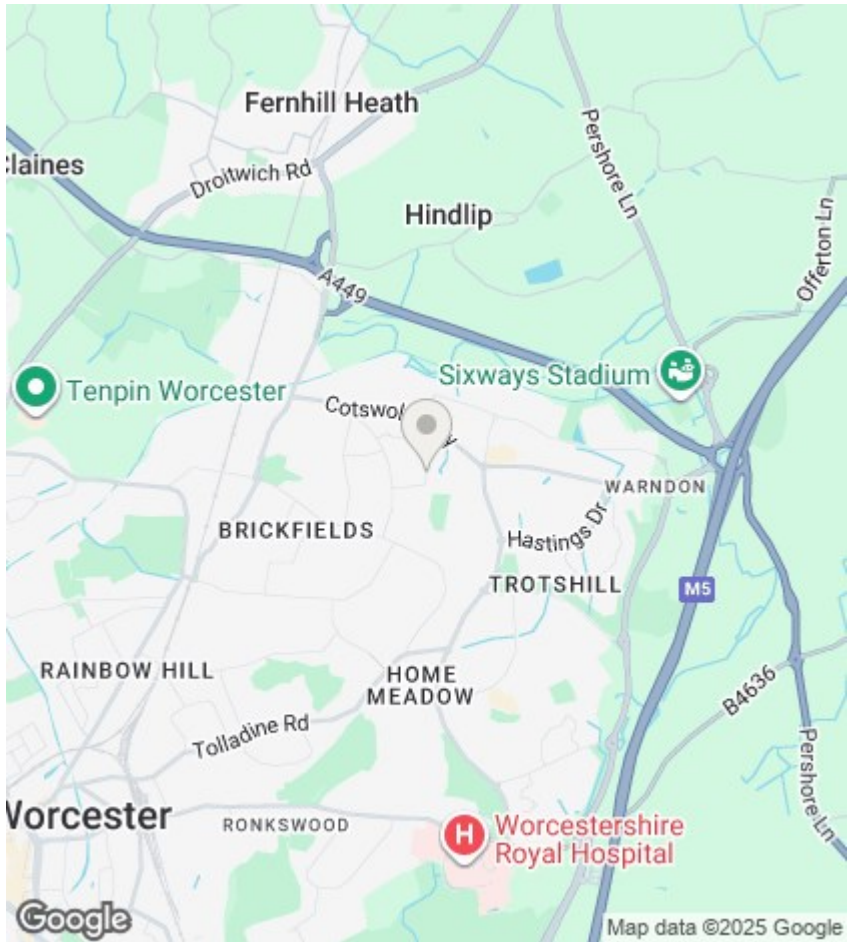 Fernhill Heath
Claines
Droitwich Rd
Pershore Ln
Hindlip
Offerton Ln
A449
Sixways Stadium
Tenpin Worcester
Cotswol
y
WARNDON
BRICKFIELDS
Hastings Dr
TROTSHILL
M5
RAINBOW HILL
HOME
MEADOW
B4636
Tolladine Rd
Pershore Ln
Worcester
RONKSWOOD
H
Worcestershire
Royal Hospital
Google
Map data ©2025 Google